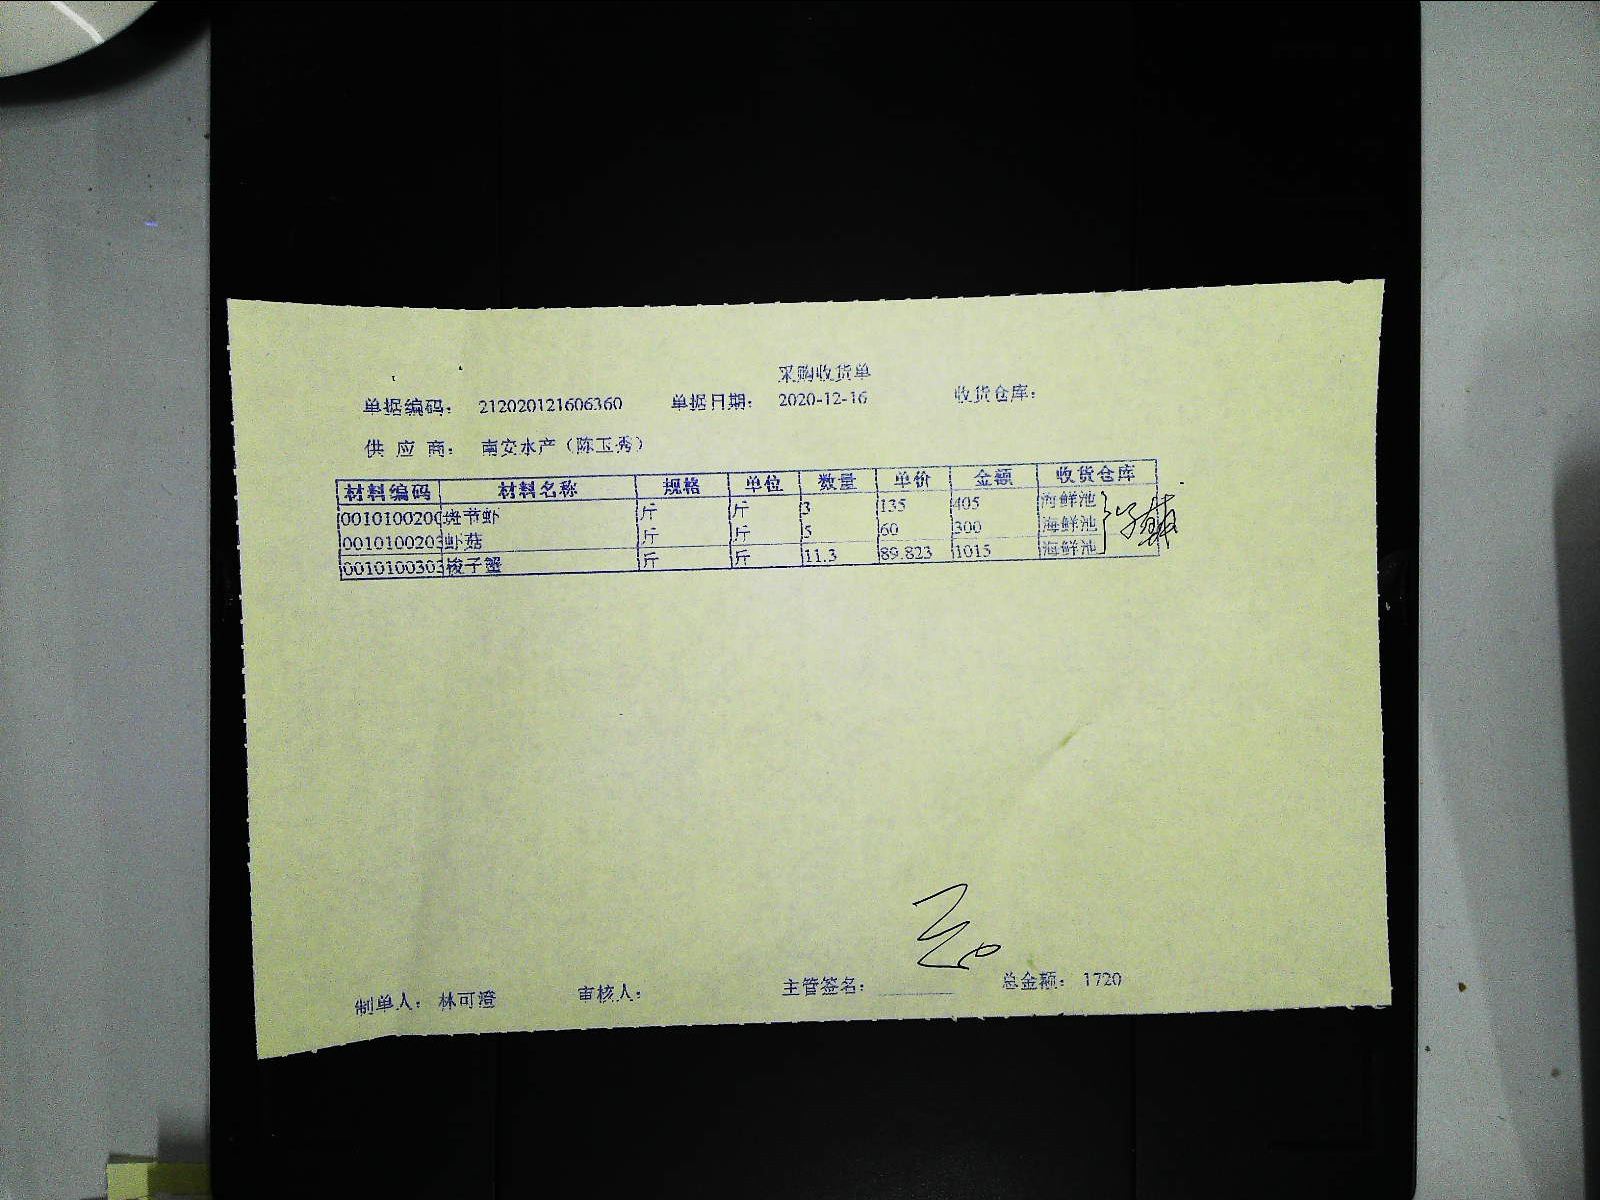 采购收货单
单据编码： 212020121606360 单据日期： 2020-12-16 收货仓库：
供 应 商： 南安水产（陈玉秀）
材料编码 材料名称 规格 单位 数量 单价 金额 收货仓库
0010100200 斑节虾 斤 斤 3 135 405 海鲜池
0010100203 虾菇 斤 斤 5 60 300 海鲜池
0010100303 梭子蟹 斤 斤 11.3 89.823 1015 海鲜池
制单人： 林可澄 审核人： 主管签名： 总金额： 1720